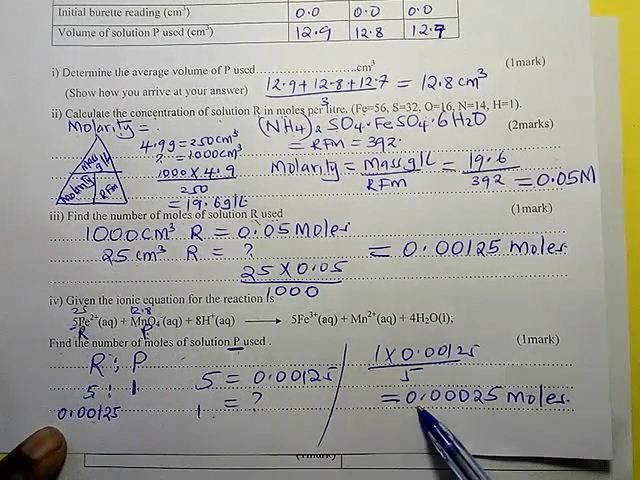 Initial burette reading (cm³) 0.0 0.0 0.0
Volume of solution P used (cm³) 12.9 12.8 12.7
i) Determine the average volume of P used....................................cm³ (1mark)
(Show how you arrive at your answer) 12.9 + 12.8 + 12.7 / 3 = 12.8 cm³
ii) Calculate the concentration of solution R in moles per litre. (Fe=56, S=32, O=16, N=14, H=1).
Molarity = (NH4)2 SO4 . FeSO4 . 6H2O (2marks)
4.9g = 250cm³ = RFM = 392.
? = 1000cm³
1000 x 4.9 / 250
= 19.6g/L
Mass g/L
Molarity RFM
Molarity = Mass g/L / RFM = 19.6 / 392 = 0.05M
iii) Find the number of moles of solution R used (1mark)
1000cm³ R = 0.05 Moles
25 cm³ R = ? = 0.00125 Moles.
25 x 0.05 / 1000
iv) Given the ionic equation for the reaction is
25 12.8
5Fe²⁺(aq) + MnO₄⁻(aq) + 8H⁺(aq) ⟶ 5Fe³⁺(aq) + Mn²⁺(aq) + 4H2O(l);
R P
Find the number of moles of solution P used . (1mark)
R : P
5 : 1
0.00125
5 = 0.00125
1 = ?
1 x 0.00125 / 5
= 0.00025 Moles.
(1mark)